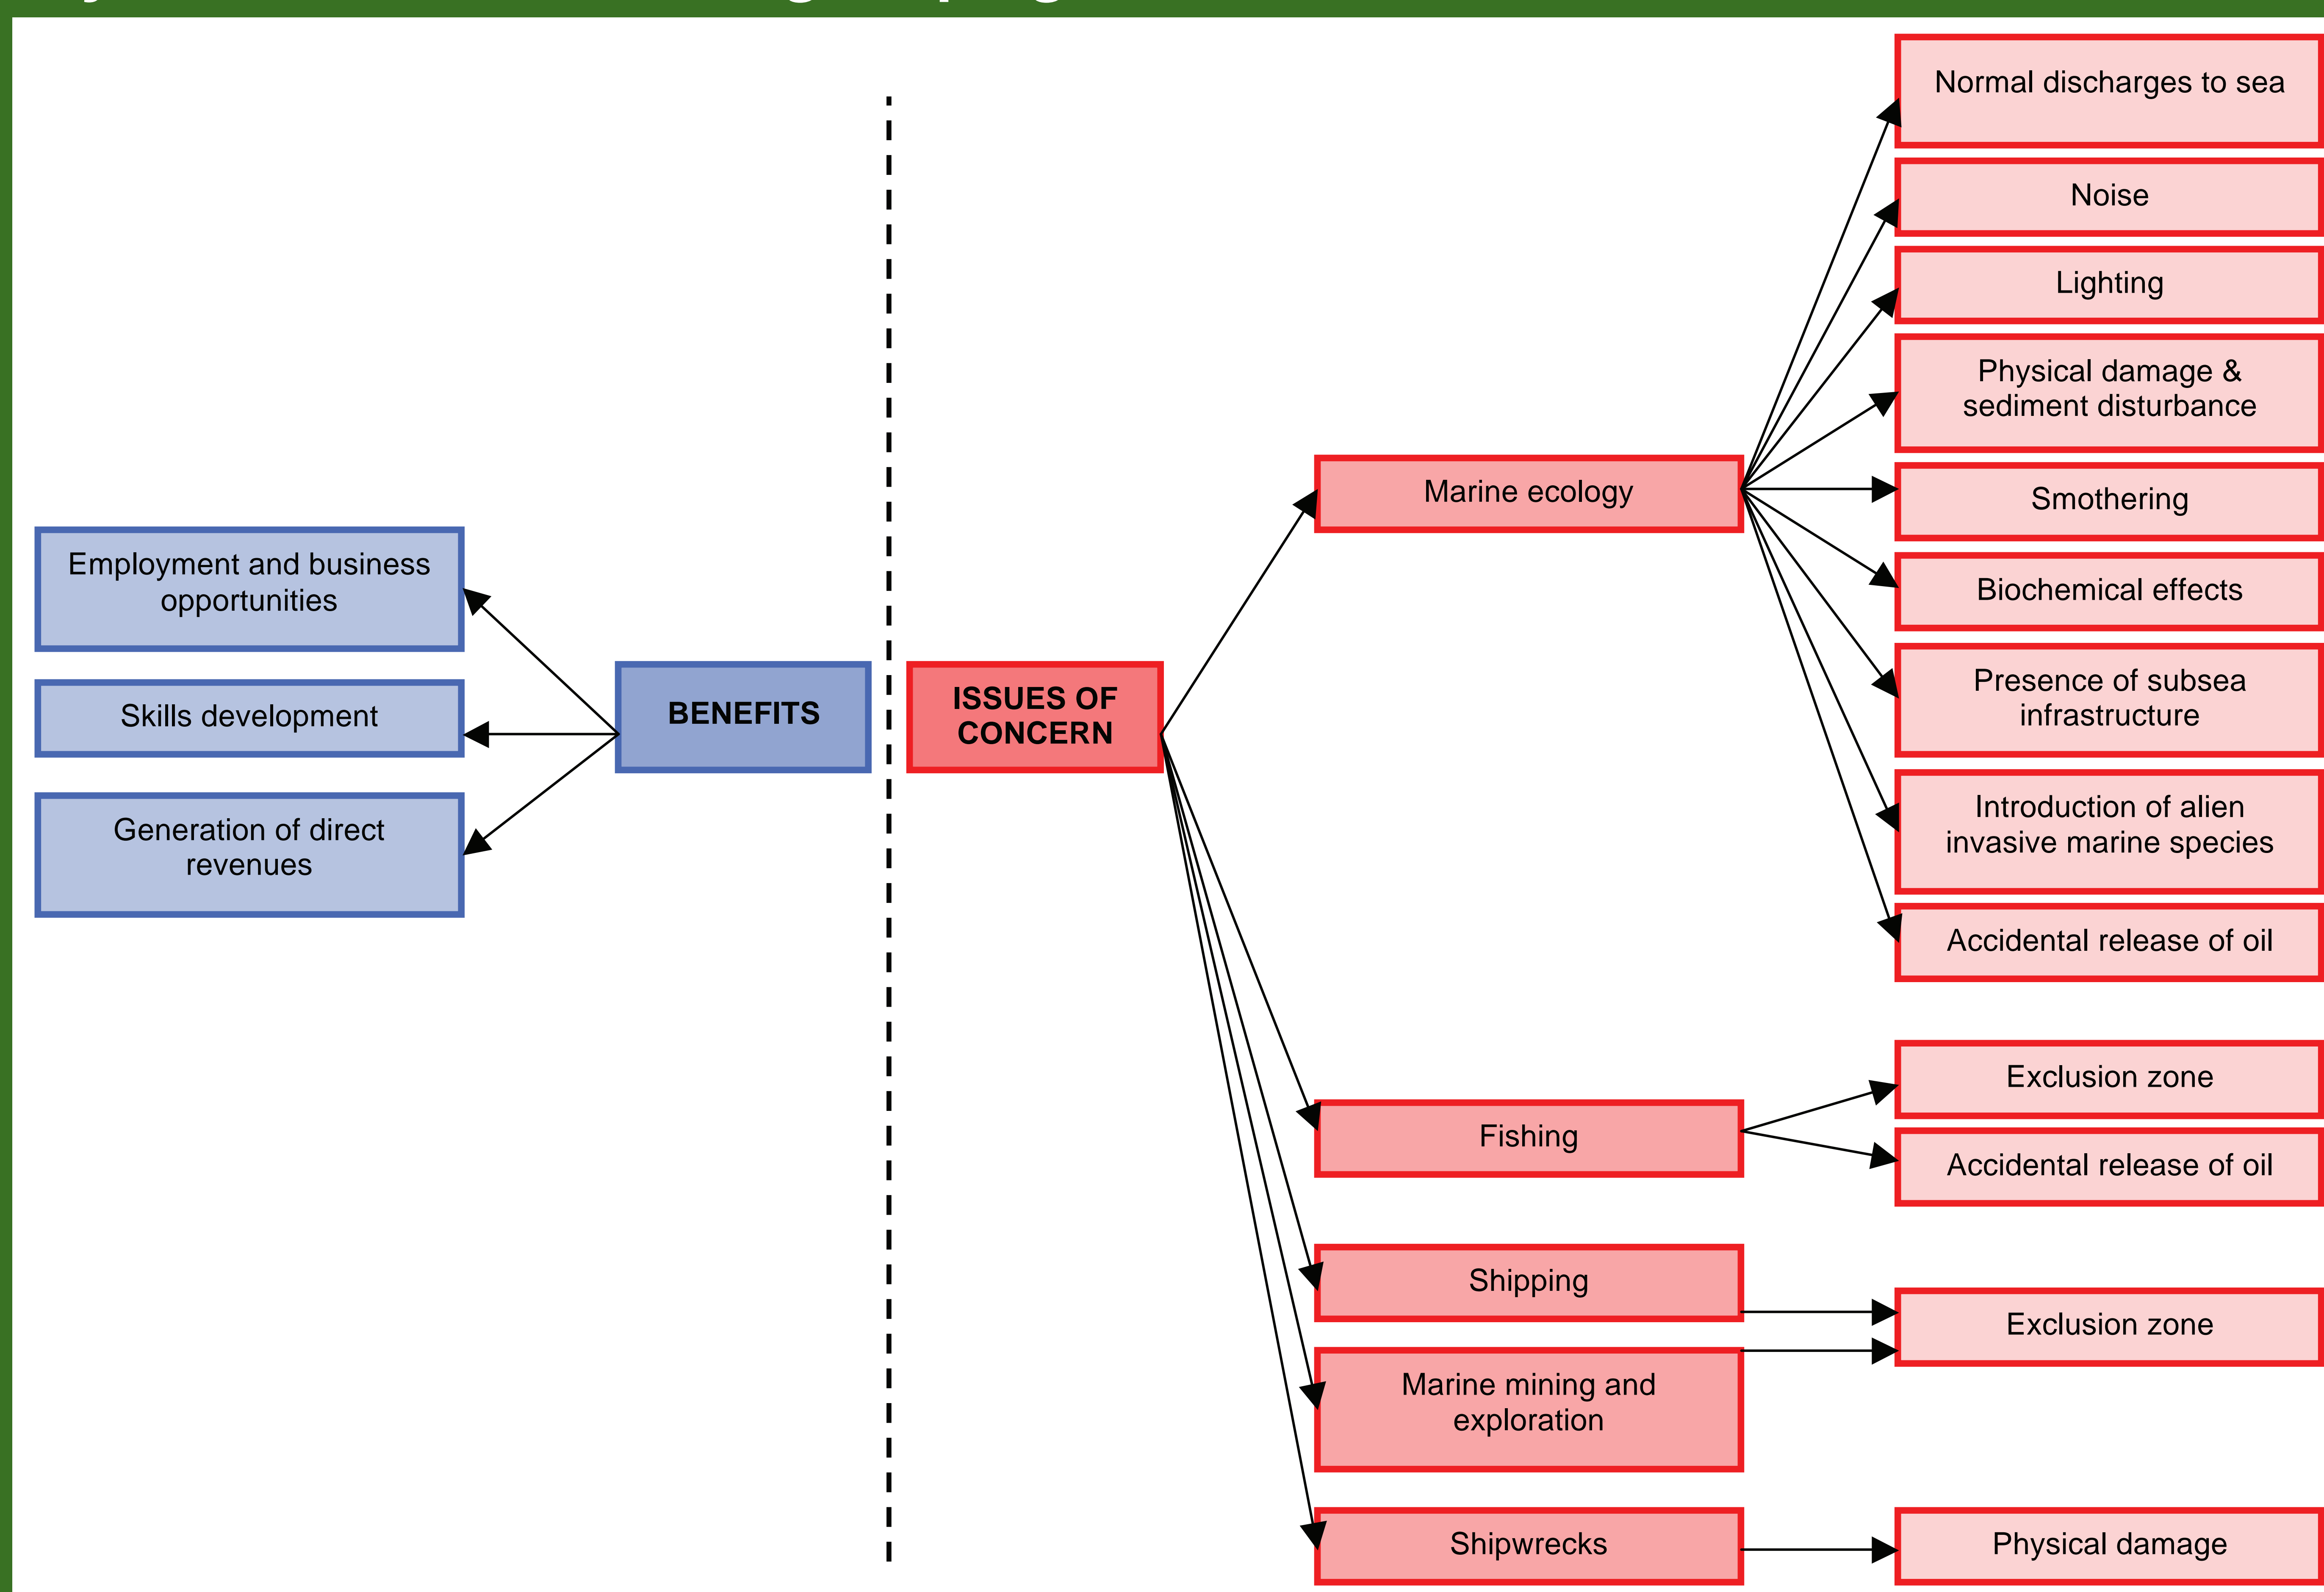 Employment and business
opportunities
Skills development
Generation of direct
revenues
BENEFITS
ISSUES OF
CONCERN
Marine ecology
Fishing
Shipping
Marine mining and
exploration
Shipwrecks
Normal discharges to sea
Noise
Lighting
Physical damage &
sediment disturbance
Smothering
Biochemical effects
Presence of subsea
infrastructure
Introduction of alien
invasive marine species
Accidental release of oil
Exclusion zone
Accidental release of oil
Exclusion zone
Physical damage